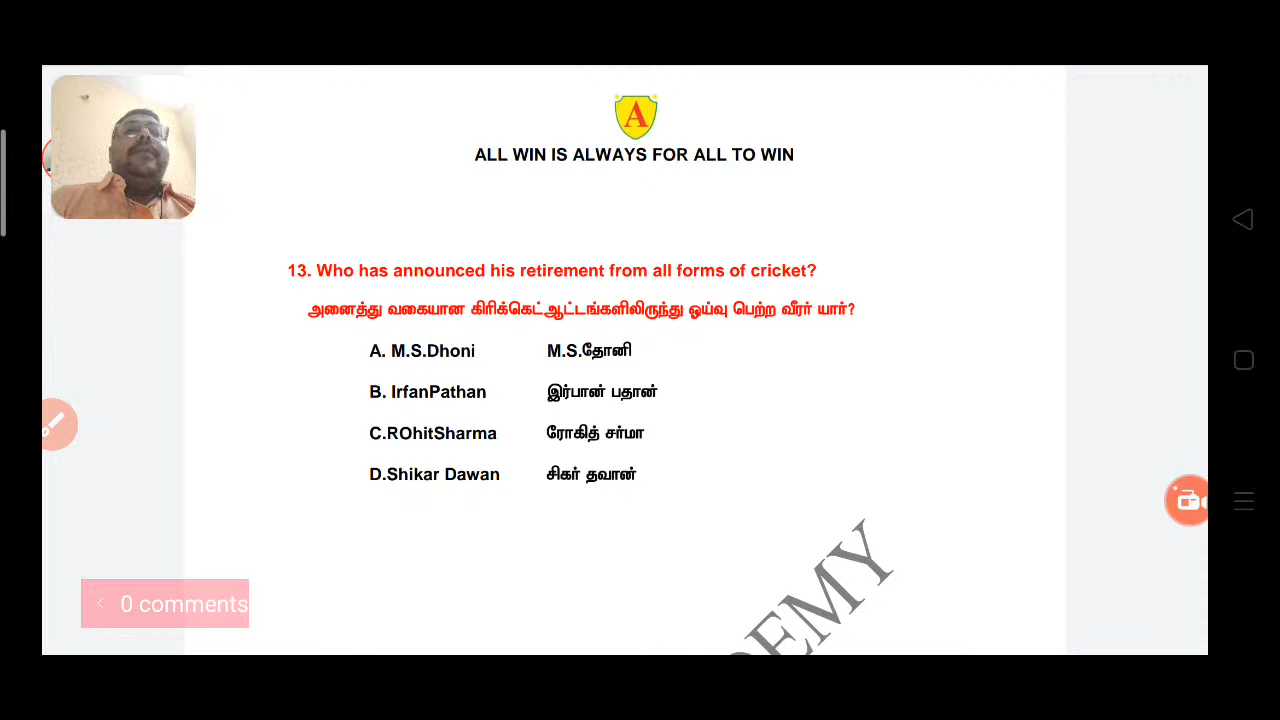 A
ALL WIN IS ALWAYS FOR ALL TO WIN
13. Who has announced his retirement from all forms of cricket?
அனைத்து வகையான கிரிக்கெட்ஆட்டங்களிலிருந்து ஓய்வு பெற்ற வீரர் யார்?
A. M.S.Dhoni M.S.தோனி
B. IrfanPathan இர்பான் பதான்
C.ROhitSharma ரோகித் சர்மா
D.Shikar Dawan சிகர் தவான்
0 comments